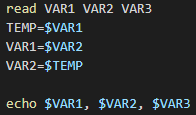 read VAR1 VAR2 VAR3
TEMP=$VAR1
VAR1=$VAR2
VAR2=$TEMP
echo $VAR1, $VAR2, $VAR3